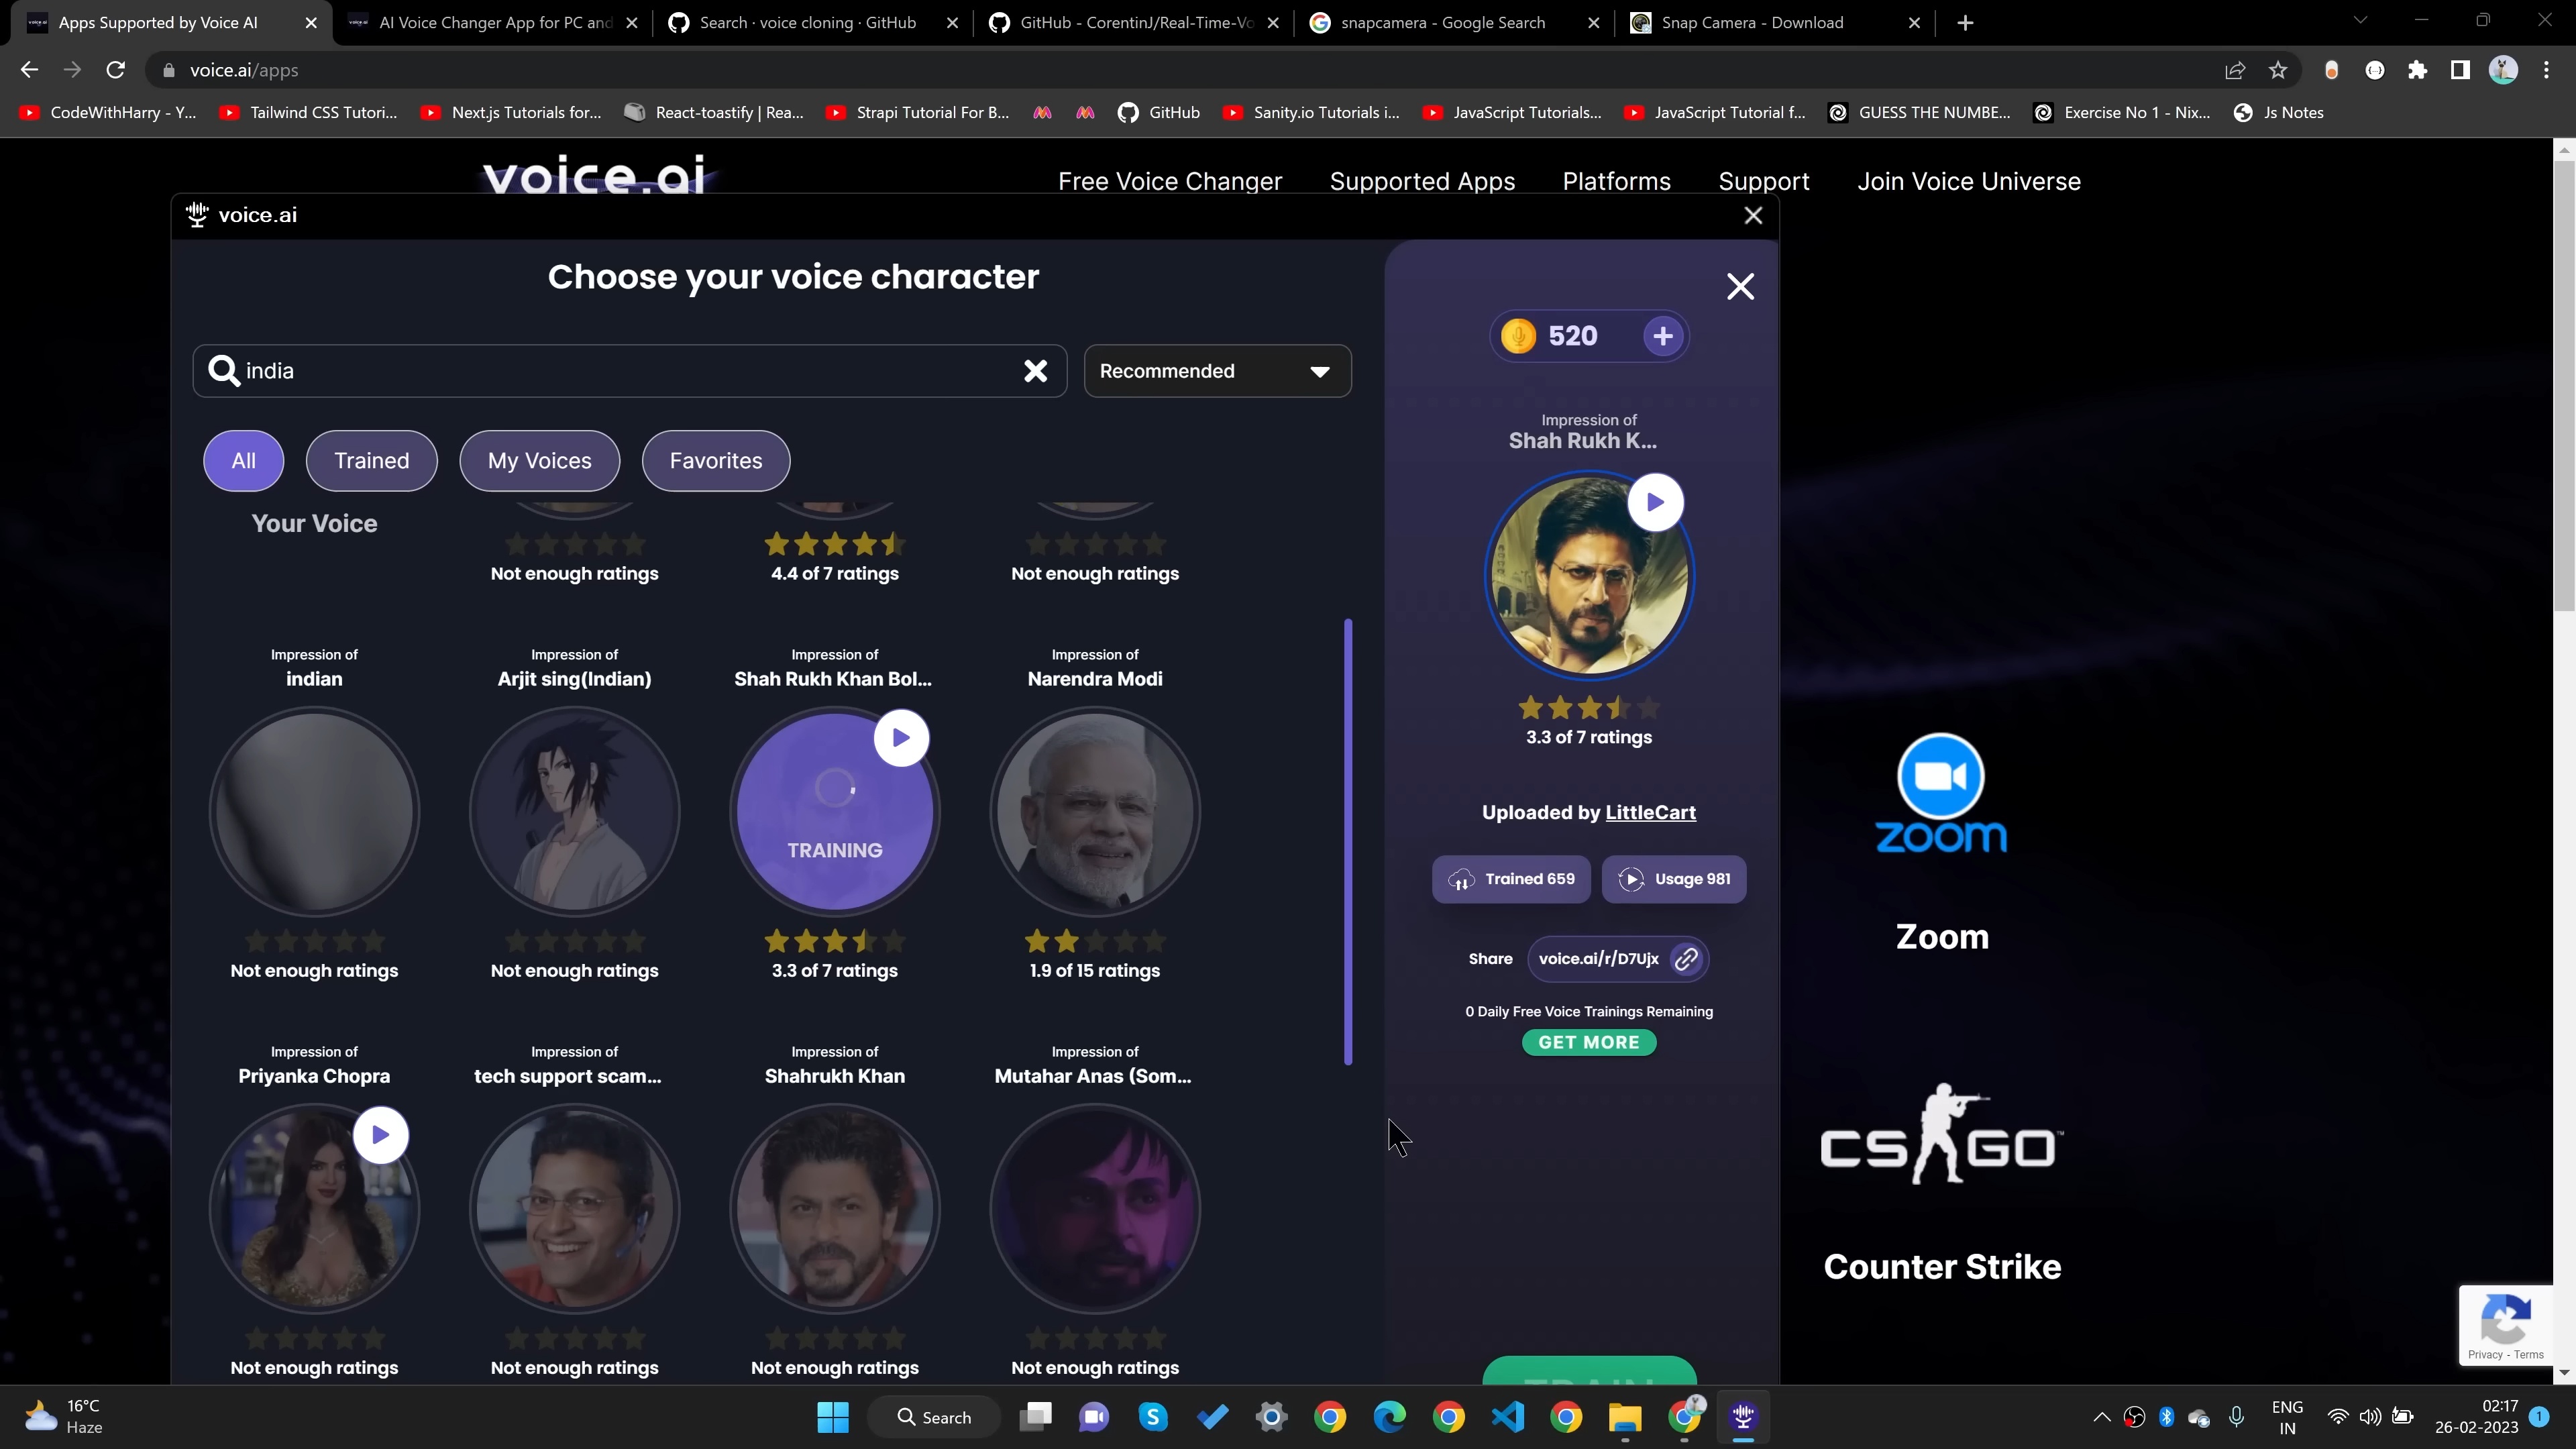 Apps Supported by Voice AI
AI Voice Changer App for PC and
Search · voice cloning · GitHub
GitHub - CorentinJ/Real-Time-Vo
snapcamera - Google Search
Snap Camera - Download
voice.ai/apps
CodeWithHarry - Y...
Tailwind CSS Tutori...
Next.js Tutorials for...
React-toastify | Rea...
Strapi Tutorial For B...
GitHub
Sanity.io Tutorials i...
JavaScript Tutorials...
JavaScript Tutorial f...
GUESS THE NUMBE...
Exercise No 1 - Nix...
Js Notes
voice.ai
Free Voice Changer
Supported Apps
Platforms
Support
Join Voice Universe
voice.ai
Choose your voice character
india
Recommended
All
Trained
My Voices
Favorites
Your Voice
Not enough ratings
4.4 of 7 ratings
Not enough ratings
Impression of
indian
Impression of
Arjit sing(Indian)
Impression of
Shah Rukh Khan Bol...
Impression of
Narendra Modi
TRAINING
Not enough ratings
Not enough ratings
3.3 of 7 ratings
1.9 of 15 ratings
Impression of
Priyanka Chopra
Impression of
tech support scam...
Impression of
Shahrukh Khan
Impression of
Mutahar Anas (Som...
Not enough ratings
Not enough ratings
Not enough ratings
Not enough ratings
520
Impression of
Shah Rukh K...
3.3 of 7 ratings
Uploaded by LittleCart
Trained 659
Usage 981
Share
voice.ai/r/D7Ujx
0 Daily Free Voice Trainings Remaining
GET MORE
TRAIN
zoom
Zoom
CS GO
Counter Strike
Privacy - Terms
16°C
Haze
Search
ENG
IN
02:17
26-02-2023
1